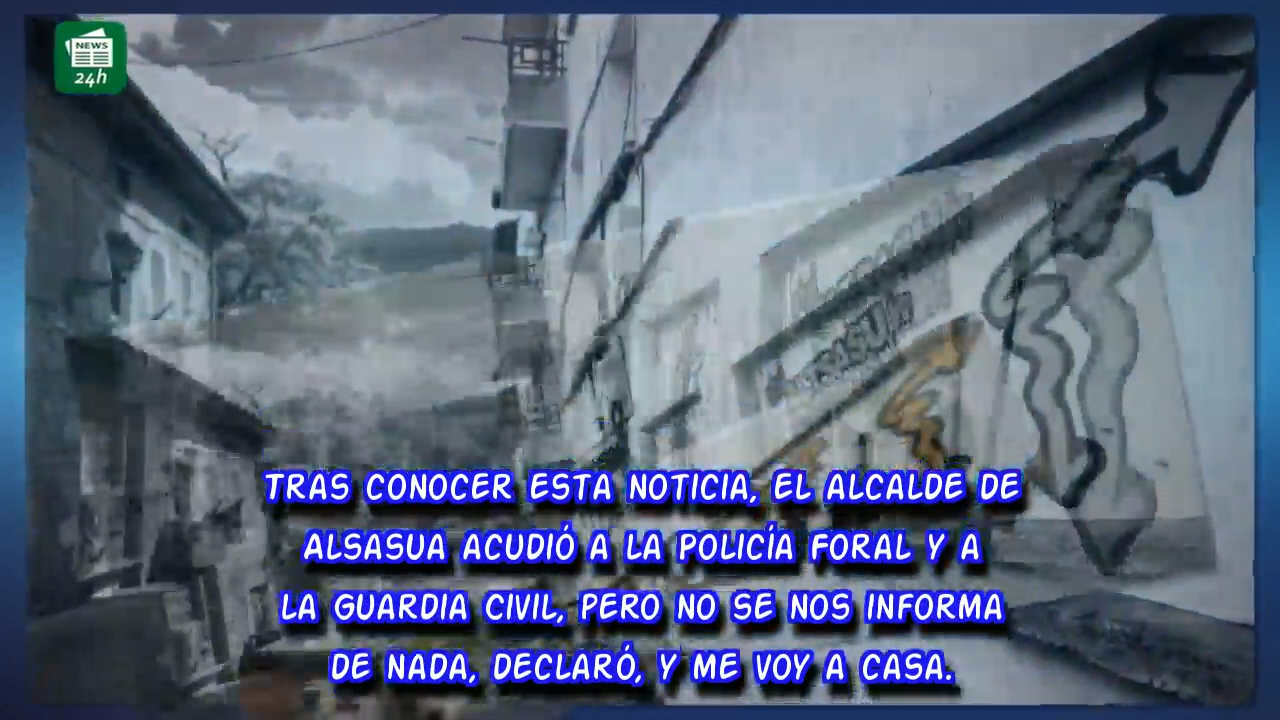 NEWS
24h
TRAS CONOCER ESTA NOTICIA, EL ALCALDE DE
ALSASUA ACUDIÓ A LA POLICÍA FORAL Y A
LA GUARDIA CIVIL, PERO NO SE NOS INFORMA
DE NADA, DECLARÓ, Y ME VOY A CASA.